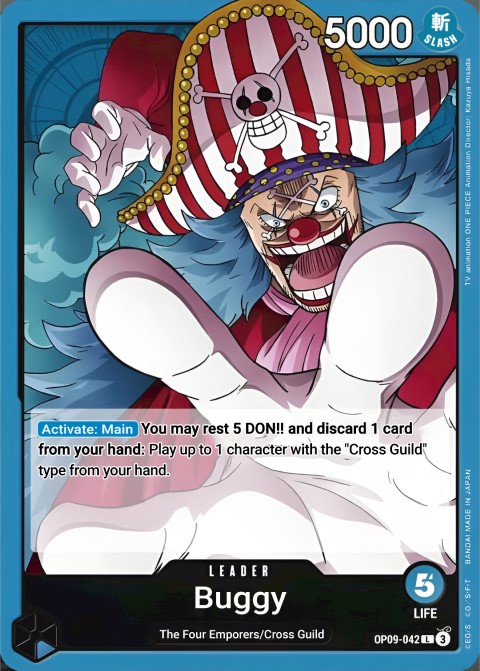 5000
斬
SLASH
TV animation ONE PIECE Animation Director: Kazuya Hisada
Activate: Main You may rest 5 DON!! and discard 1 card
from your hand: Play up to 1 character with the "Cross Guild"
type from your hand.
BANDAI MADE IN JAPAN
LEADER
Buggy
5
LIFE
The Four Emporers/Cross Guild
OP09-042 L 3
©EO/S ©O/S·F·T